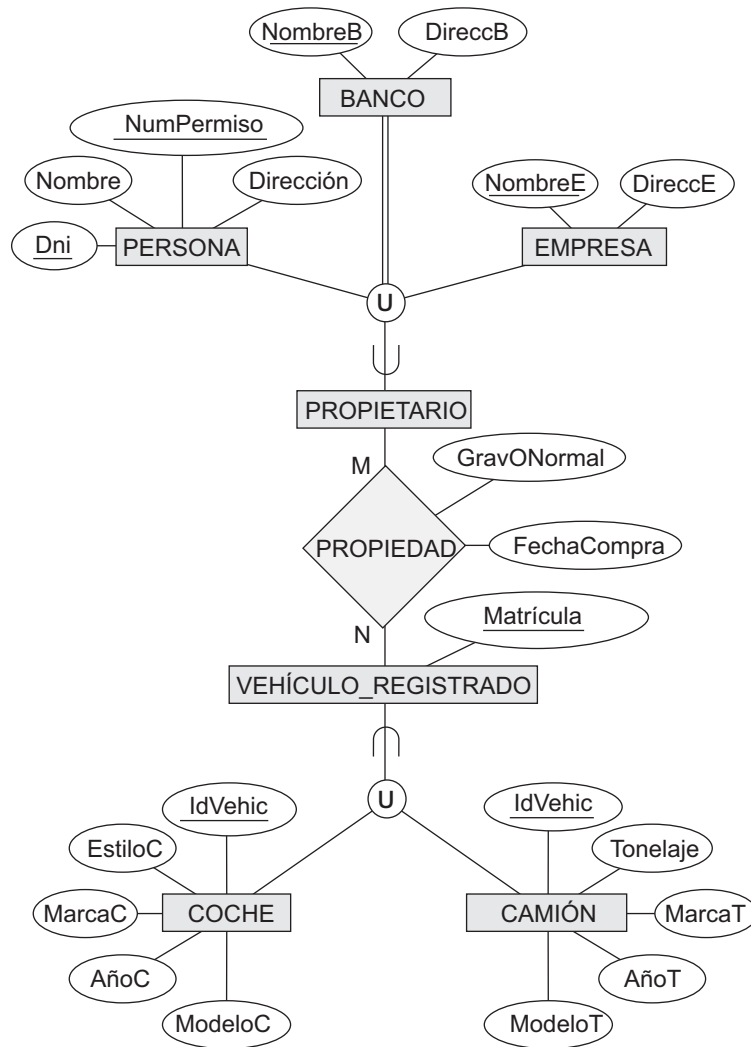 NombreB
DireccB
BANCO
NumPermiso
Nombre
Dirección
NombreE
DireccE
Dni
PERSONA
EMPRESA
U
PROPIETARIO
M
GravONormal
PROPIEDAD
FechaCompra
N
Matrícula
VEHÍCULO_REGISTRADO
U
IdVehic
IdVehic
EstiloC
Tonelaje
MarcaC
COCHE
CAMIÓN
MarcaT
AñoC
AñoT
ModeloC
ModeloT